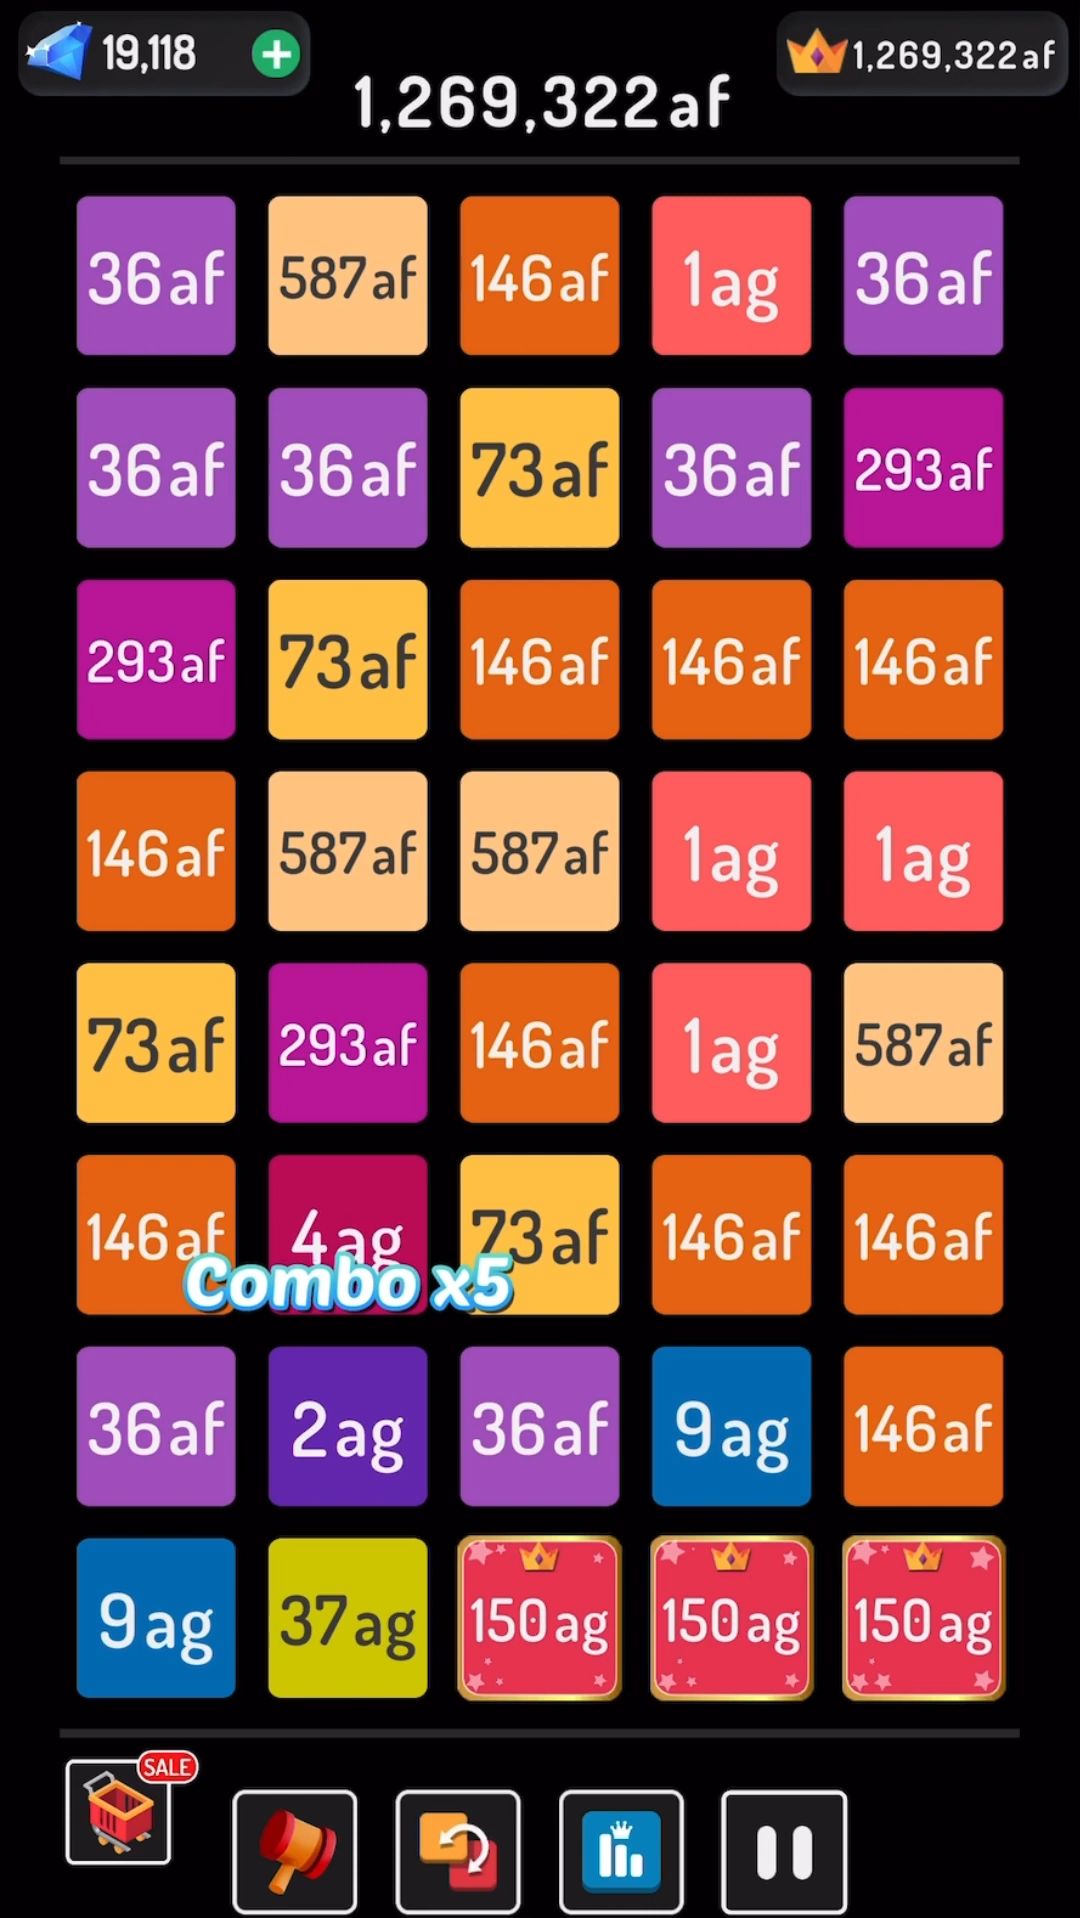 19,118
1,269,322af
1,269,322af
36af 587af 146af 1ag 36af
36af 36af 73af 36af 293af
293af 73af 146af 146af 146af
146af 587af 587af 1ag 1ag
73af 293af 146af 1ag 587af
146af 4ag 73af 146af 146af
Combo x5
36af 2ag 36af 9ag 146af
9ag 37ag 150ag 150ag 150ag
SALE